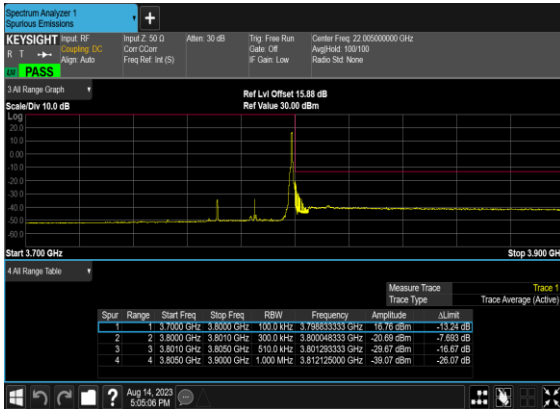 Spectrum Analyzer 1
Spurious Emissions
+
KEYSIGHT Input: RF Input Z: 50 Ω Atten: 30 dB Trig: Free Run Center Freq: 22.005000000 GHz
R T Coupling: DC Corr CCorr Gate: Off Avg|Hold: 100/100
Align: Auto Freq Ref: Int (S) IF Gain: Low Radio Std: None
LXI PASS
3 All Range Graph
Ref Lvl Offset 15.88 dB
Scale/Div 10.0 dB Ref Value 30.00 dBm
Log
20.0
10.0
0.00
-10.0
-20.0
-30.0
-40.0
-50.0
-60.0
Start 3.700 GHz Stop 3.900 GH
4 All Range Table
Measure Trace Trace 1
Trace Type Trace Average (Active)
Spur Range Start Freq Stop Freq RBW Frequency Amplitude ΔLimit
1 1 3.7000 GHz 3.8000 GHz 100.0 kHz 3.798833333 GHz 16.76 dBm -13.24 dB
2 2 3.8000 GHz 3.8010 GHz 300.0 kHz 3.800048333 GHz -20.69 dBm -7.693 dB
3 3 3.8010 GHz 3.8050 GHz 510.0 kHz 3.801293333 GHz -29.67 dBm -16.67 dB
4 4 3.8050 GHz 3.9000 GHz 1.000 MHz 3.812125000 GHz -39.07 dBm -26.07 dB
? Aug 14, 2023
5:05:06 PM